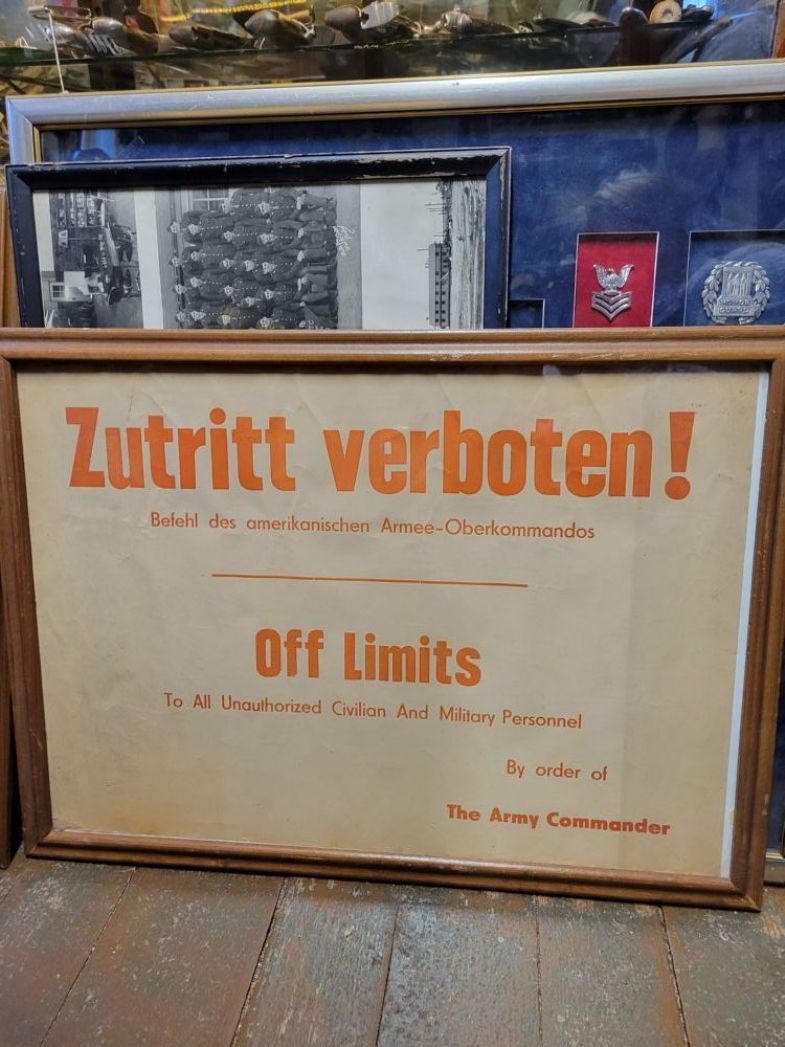 Zutritt verboten!
Befehl des amerikanischen Armee-Oberkommandos
Off Limits
To All Unauthorized Civilian And Military Personnel
By order of
The Army Commander